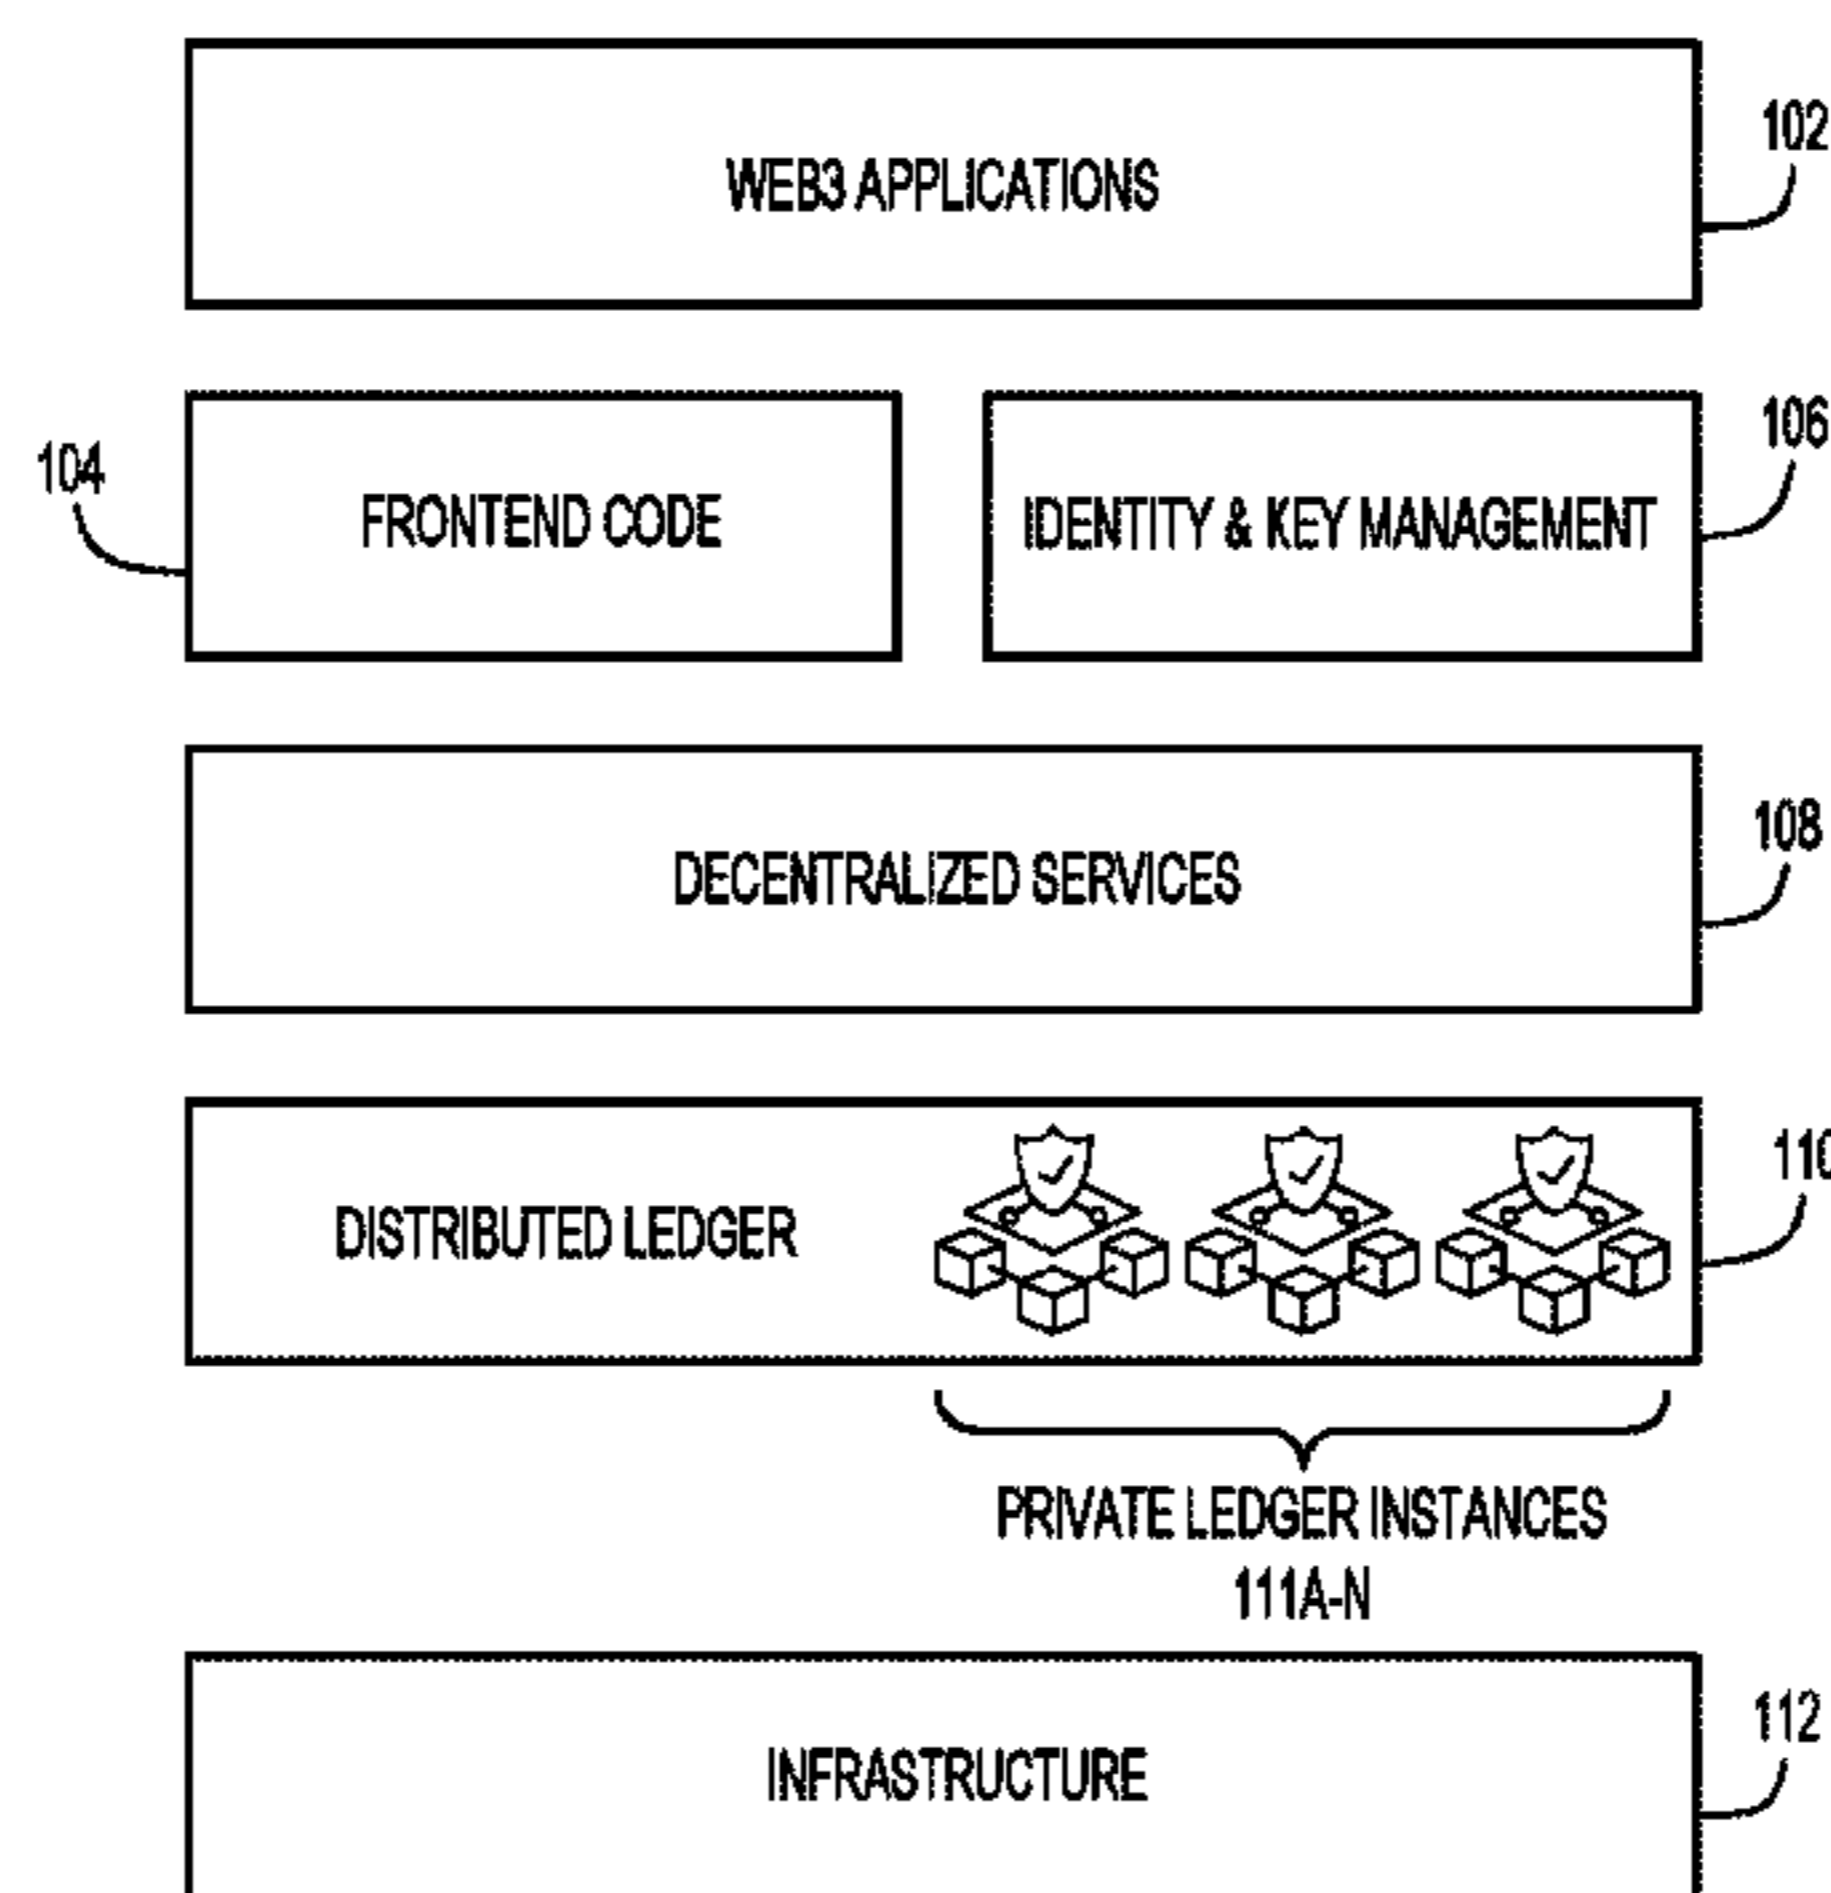 WEB3 APPLICATIONS
102
104
FRONTEND CODE
IDENTITY & KEY MANAGEMENT
106
DECENTRALIZED SERVICES
108
DISTRIBUTED LEDGER
110
PRIVATE LEDGER INSTANCES
111A-N
INFRASTRUCTURE
112